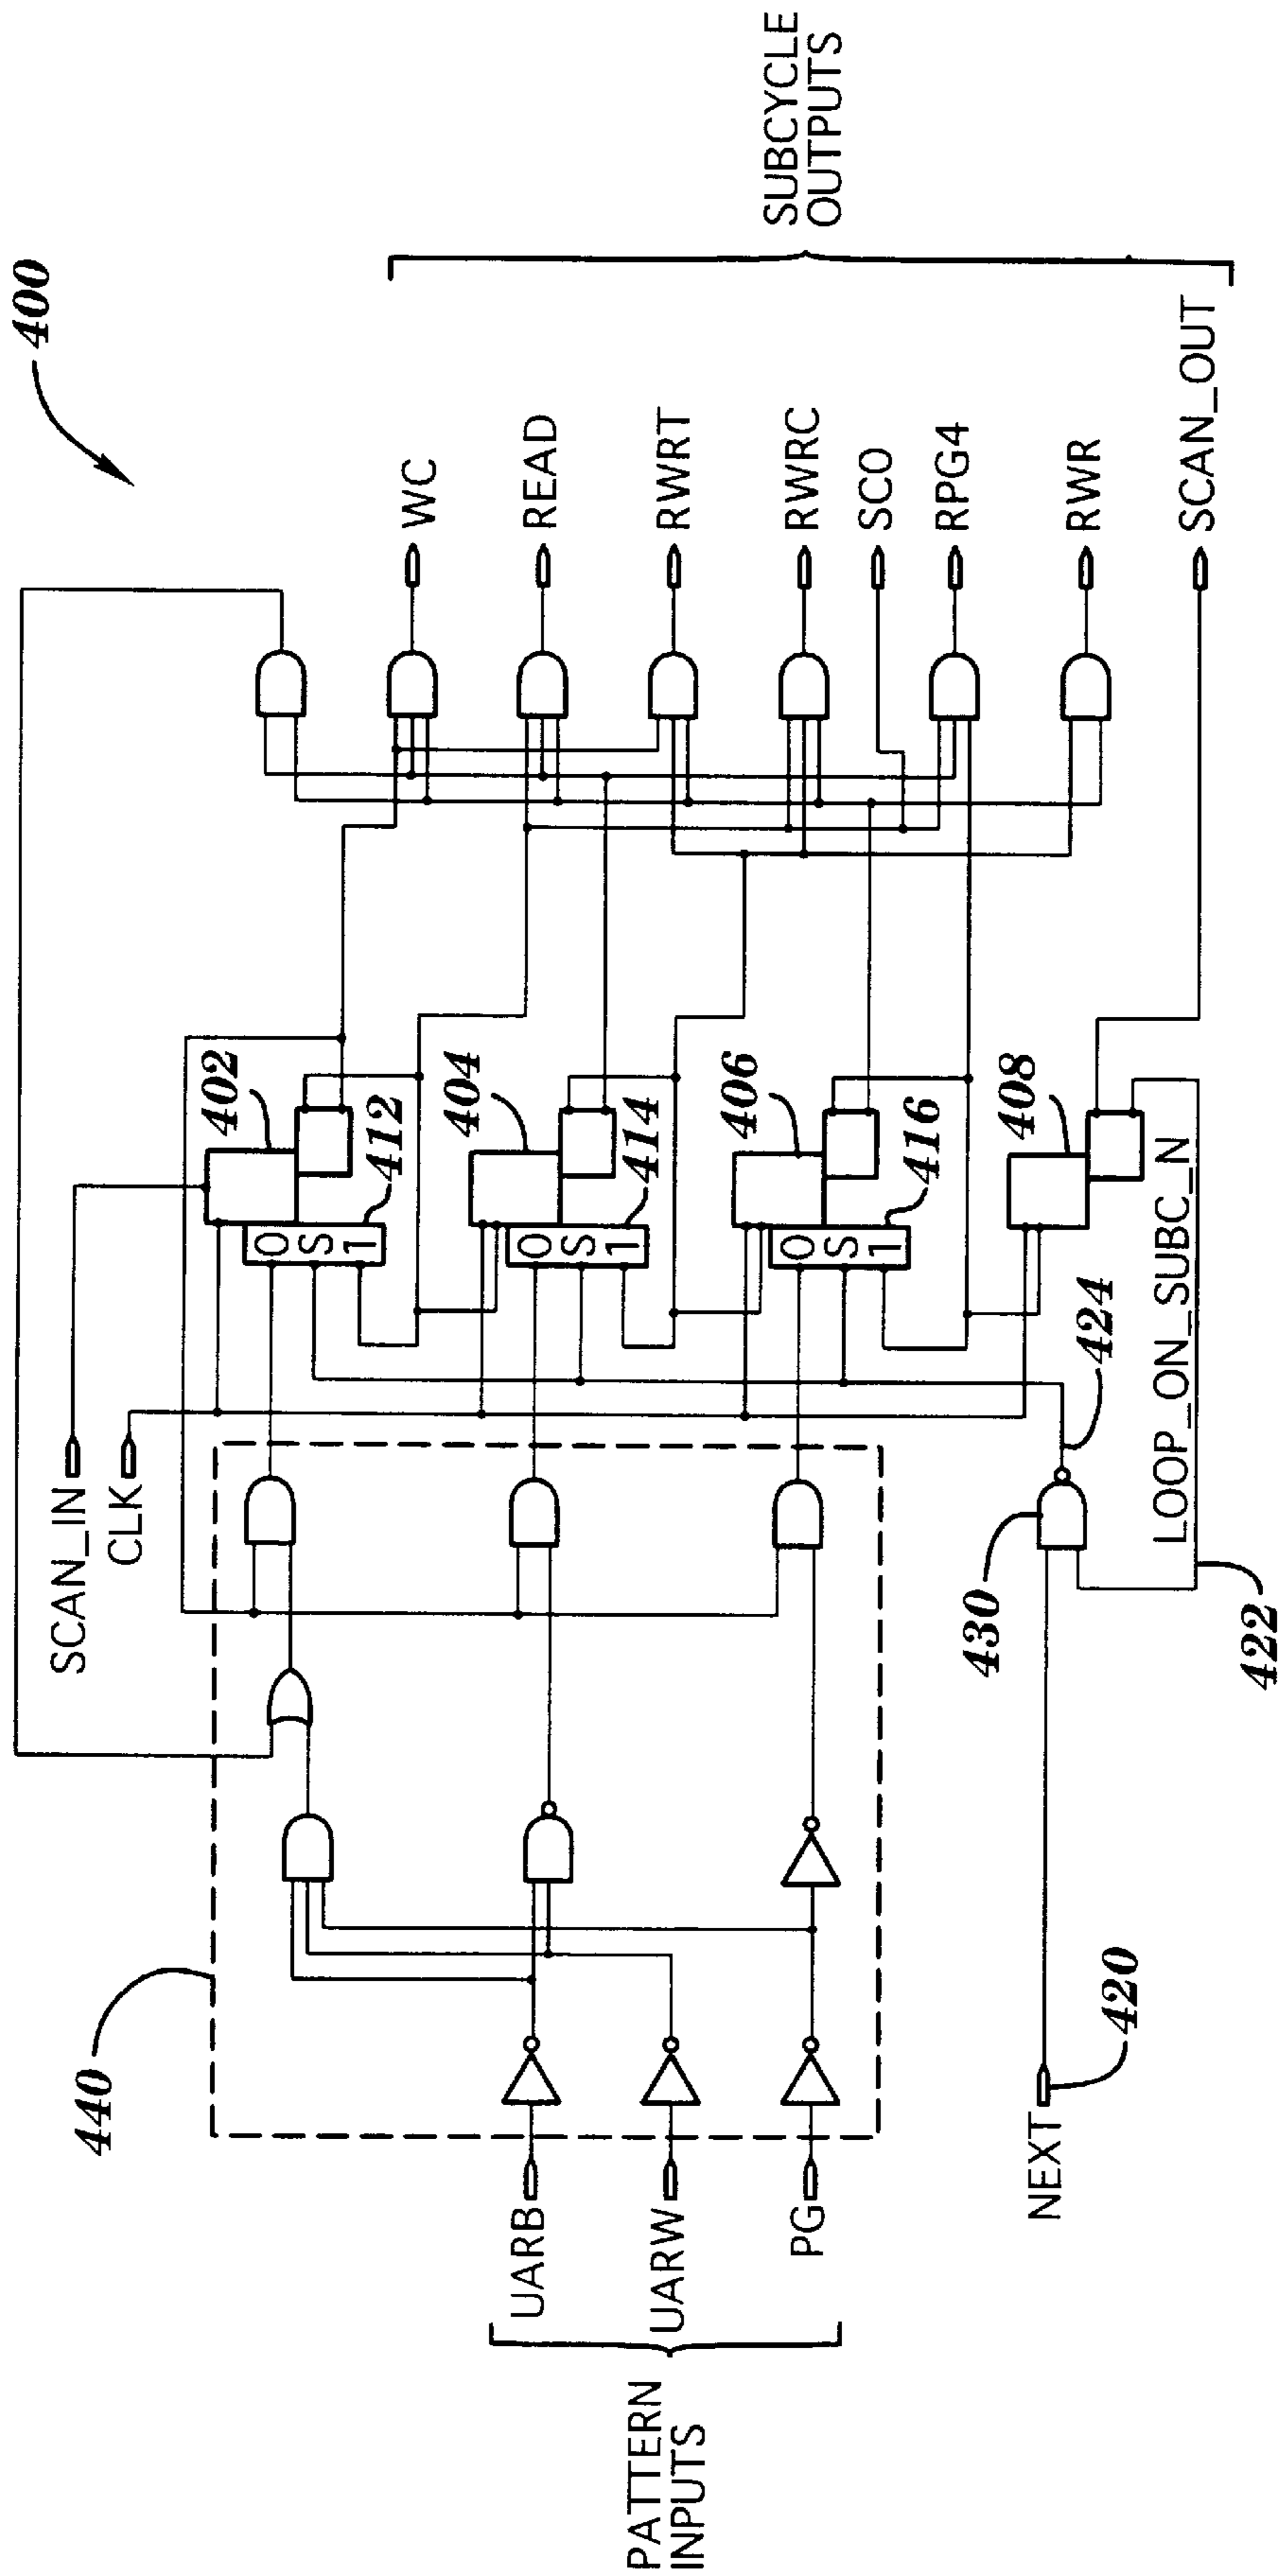 400
SUBCYCLE
OUTPUTS
WC
READ
RWRT
RWRC
SCO
RPG4
RWR
SCAN_OUT
402
412
404
414
406
416
408
0
S
1
0
S
1
0
S
1
SCAN_IN
CLK
424
LOOP_ON_SUBC_N
430
422
440
UARB
UARW
PG
NEXT
420
PATTERN
INPUTS